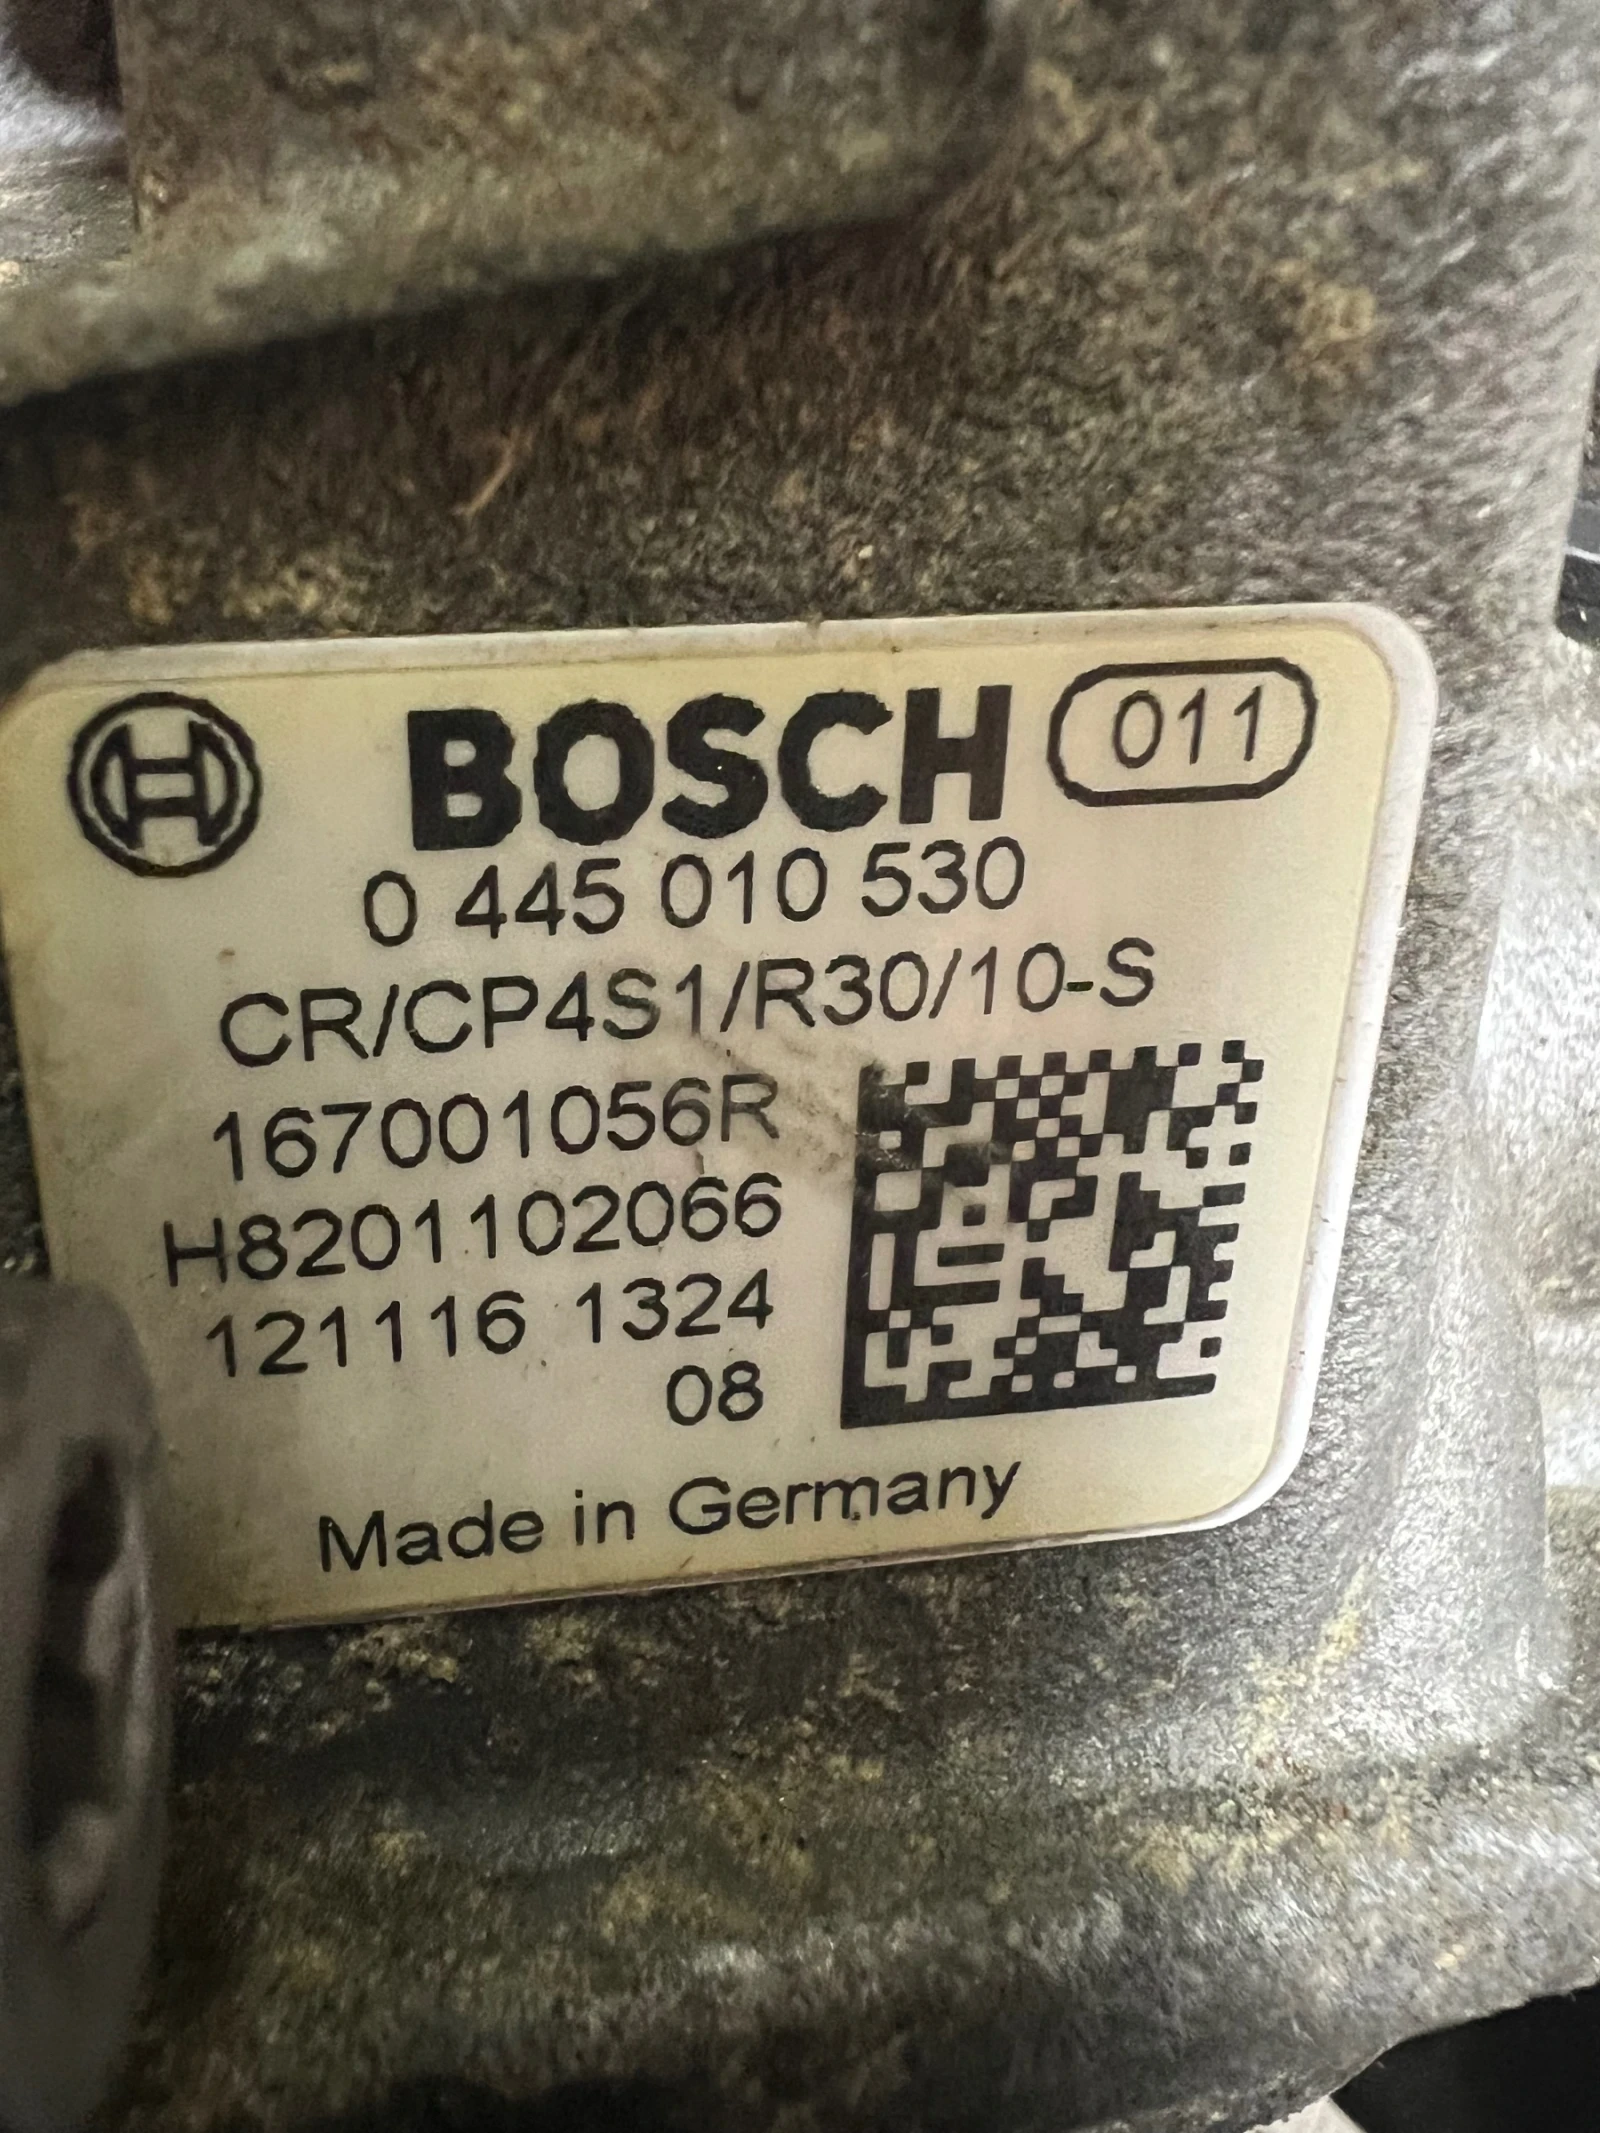 BOSCH 011
0 445 010 530
CR/CP4S1/R30/10-S
167001056R
H8201102066
121116 1324
08
Made in Germany